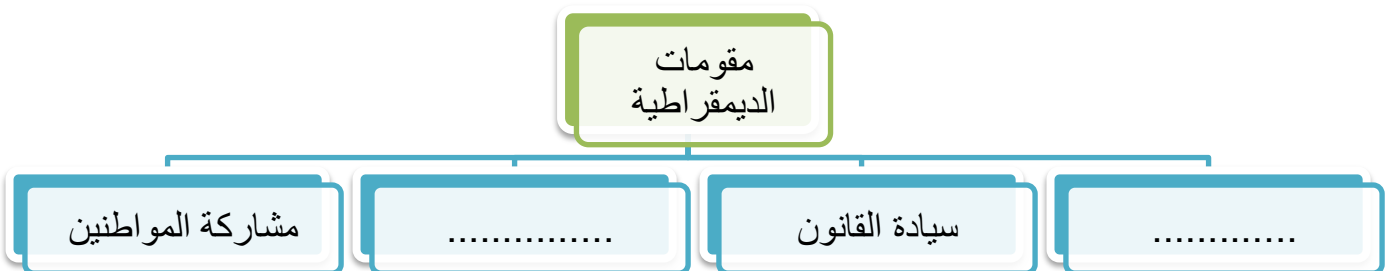 مقومات
الديمقراطية
.............
سيادة القانون
...............
مشاركة المواطنين